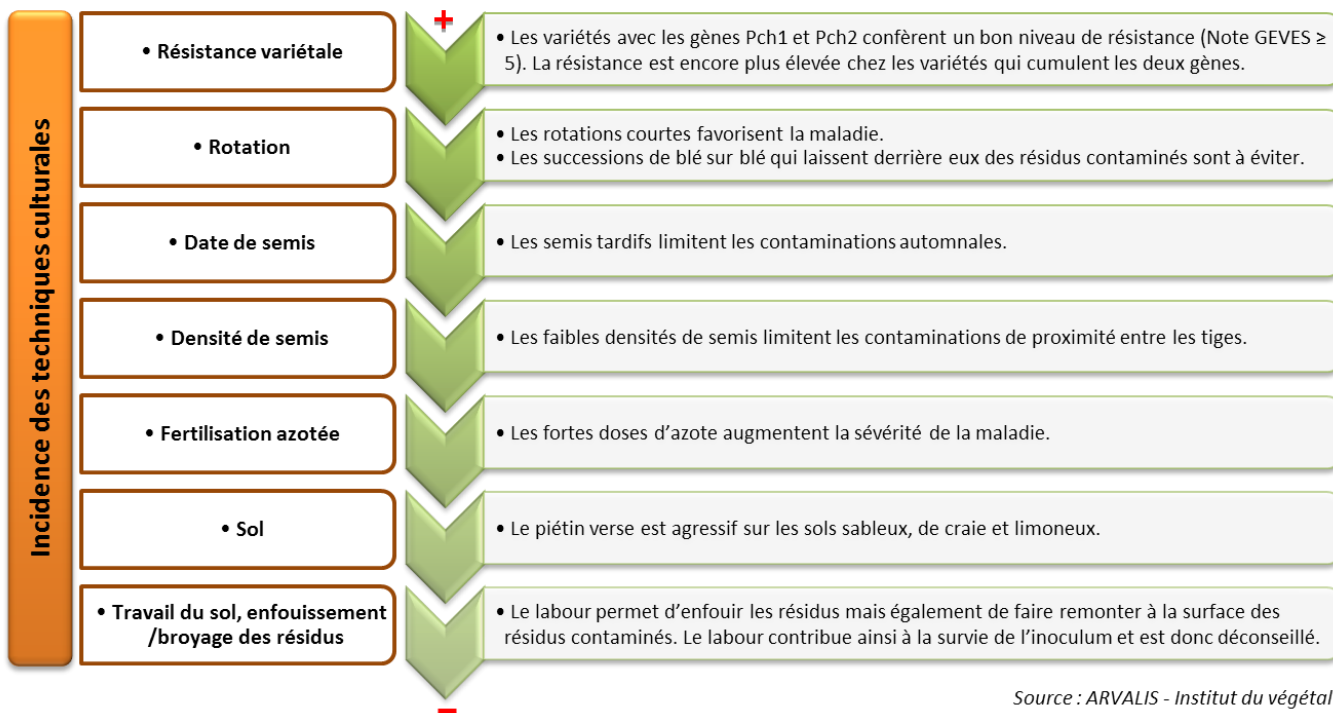 Incidence des techniques culturales
+
• Résistance variétale
• Les variétés avec les gènes Pch1 et Pch2 confèrent un bon niveau de résistance (Note GEVES ≥
5). La résistance est encore plus élevée chez les variétés qui cumulent les deux gènes.
• Rotation
• Les rotations courtes favorisent la maladie.
• Les successions de blé sur blé qui laissent derrière eux des résidus contaminés sont à éviter.
• Date de semis
• Les semis tardifs limitent les contaminations automnales.
• Densité de semis
• Les faibles densités de semis limitent les contaminations de proximité entre les tiges.
• Fertilisation azotée
• Les fortes doses d’azote augmentent la sévérité de la maladie.
• Sol
• Le piétin verse est agressif sur les sols sableux, de craie et limoneux.
• Travail du sol, enfouissement
/broyage des résidus
• Le labour permet d’enfouir les résidus mais également de faire remonter à la surface des
résidus contaminés. Le labour contribue ainsi à la survie de l’inoculum et est donc déconseillé.
–
Source : ARVALIS - Institut du végétal